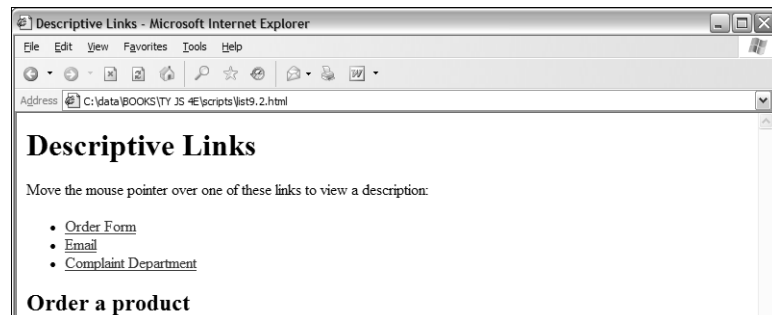 Descriptive Links - Microsoft Internet Explorer
File Edit View Favorites Tools Help
Address C:\data\BOOKS\TY JS 4E\scripts\list9.2.html
Descriptive Links
Move the mouse pointer over one of these links to view a description:
• Order Form
• Email
• Complaint Department
Order a product